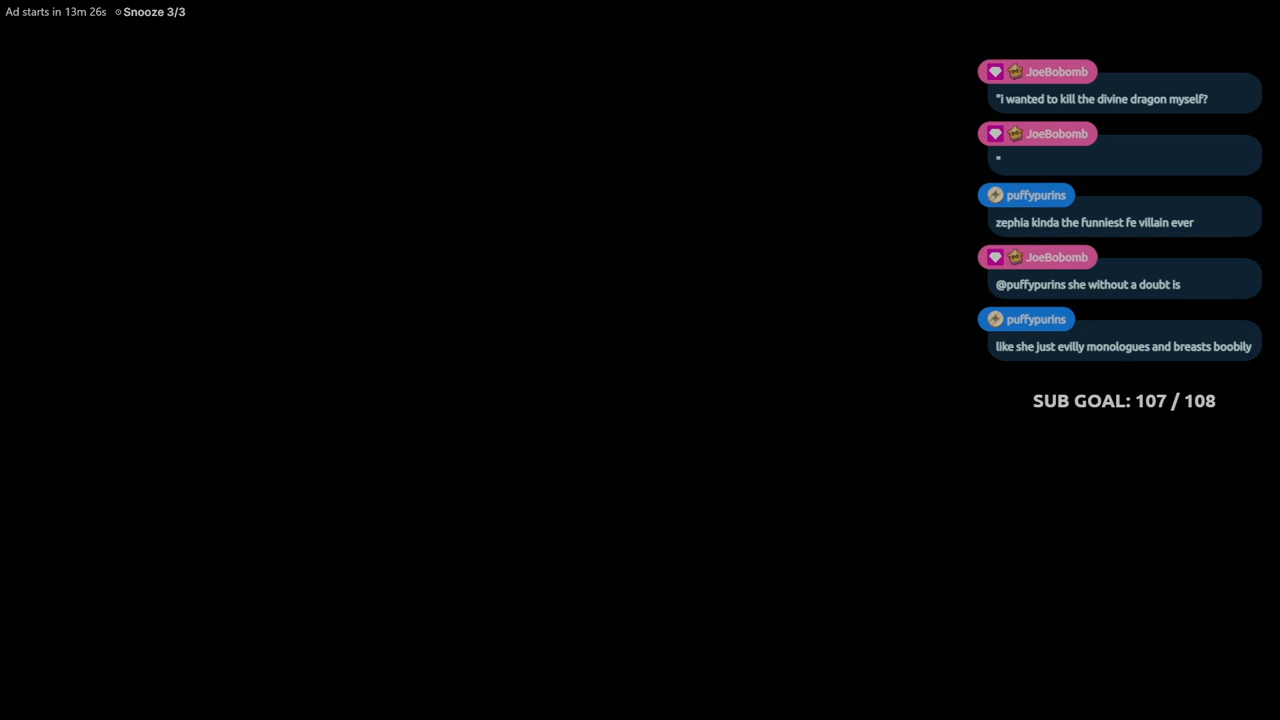 Ad starts in 13m 26s Snooze 3/3
JoeBobomb
"i wanted to kill the divine dragon myself?
JoeBobomb
"
puffypurins
zephia kinda the funniest fe villain ever
JoeBobomb
@puffypurins she without a doubt is
puffypurins
like she just evilly monologues and breasts boobily
SUB GOAL: 107 / 108